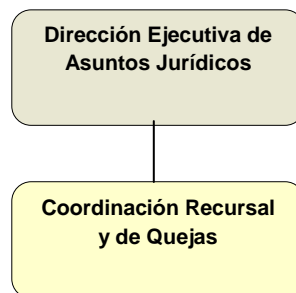 Dirección Ejecutiva de
Asuntos Jurídicos
Coordinación Recursal
y de Quejas